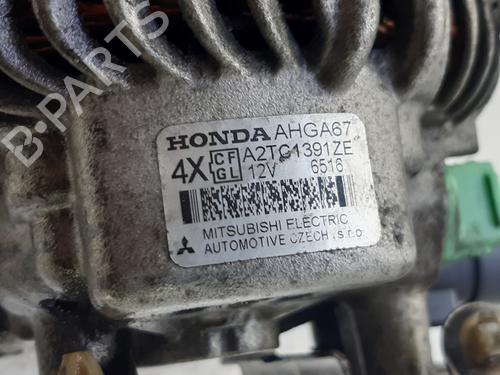 B-PARTS
HONDA AHGA67
4X CF GL A2TC1391ZE
12V 6516
MITSUBISHI ELECTRIC
AUTOMOTIVE CZECH s.r.o.